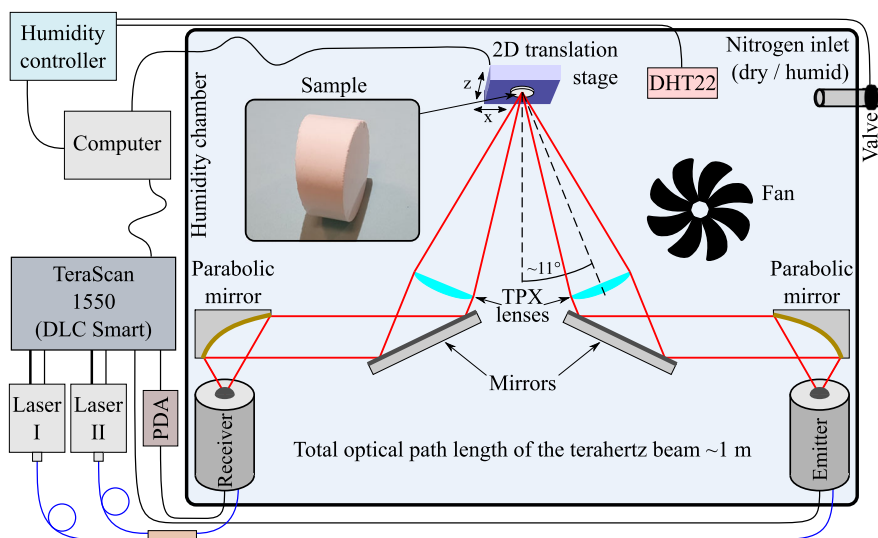 Humidity
controller
Computer
TeraScan
1550
(DLC Smart)
Laser
I
Laser
II
PDA
Humidity chamber
Sample
2D translation
stage
z
x
DHT22
Nitrogen inlet
(dry / humid)
Valve
Fan
~11°
Parabolic
mirror
TPX
lenses
Parabolic
mirror
Mirrors
Receiver
Emitter
Total optical path length of the terahertz beam ~1 m